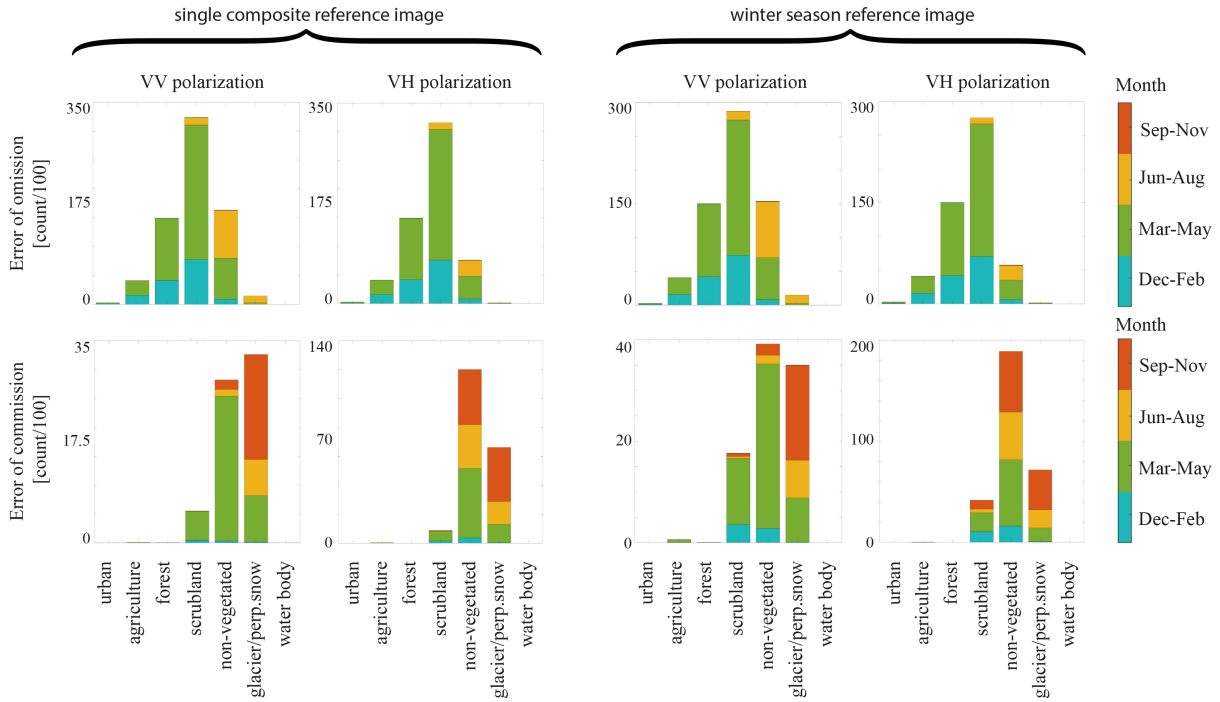 single composite reference image
winter season reference image
VV polarization
VH polarization
VV polarization
VH polarization
Month
Error of omission
[count/100]
350
175
0
350
175
0
300
150
0
300
150
0
Sep-Nov
Jun-Aug
Mar-May
Dec-Feb
Month
Error of commission
[count/100]
35
17.5
0
140
70
0
40
20
0
200
100
0
Sep-Nov
Jun-Aug
Mar-May
Dec-Feb
urban
agriculture
forest
scrubland
non-vegetated
glacier/perp.snow
water body
urban
agriculture
forest
scrubland
non-vegetated
glacier/perp.snow
water body
urban
agriculture
forest
scrubland
non-vegetated
glacier/perp.snow
water body
urban
agriculture
forest
scrubland
non-vegetated
glacier/perp.snow
water body